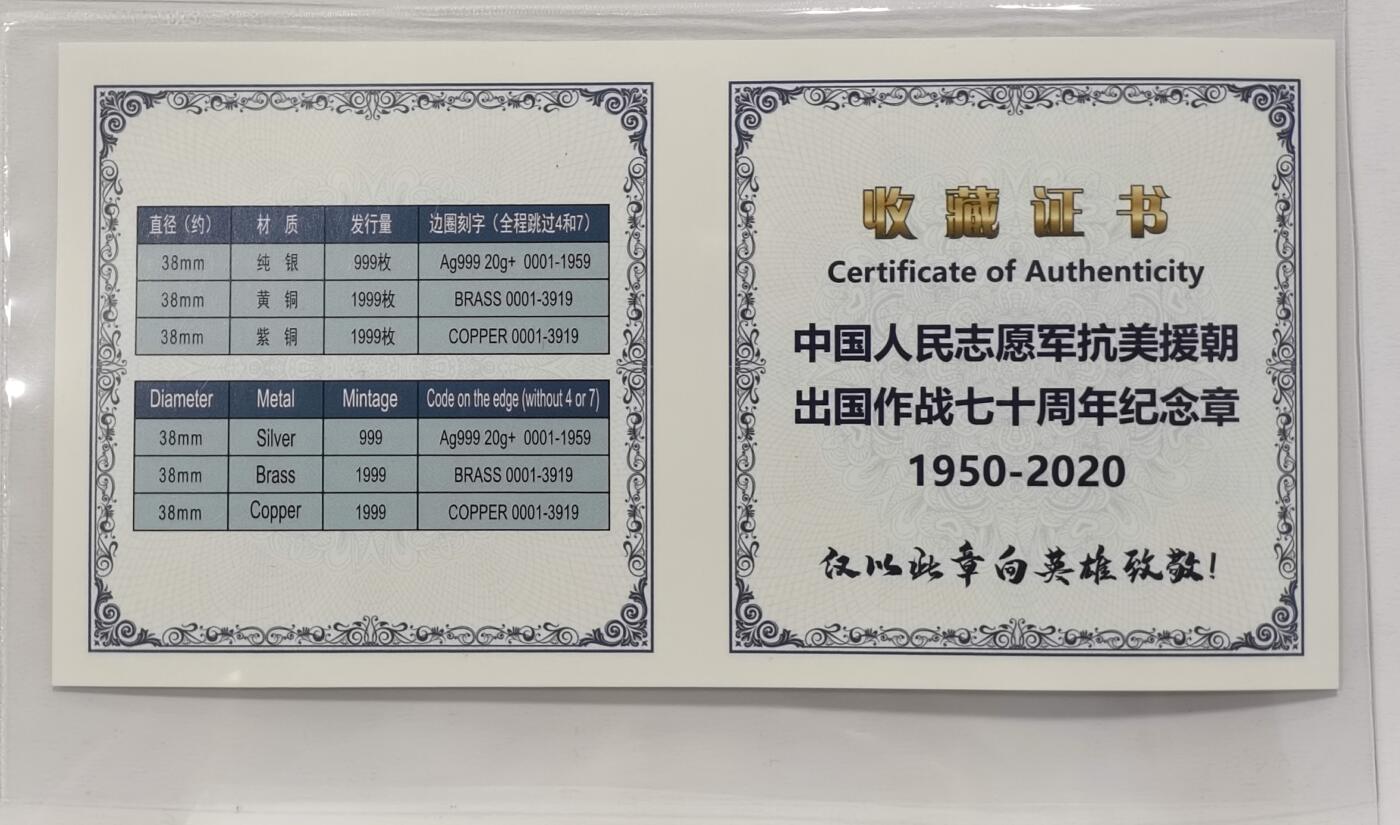 直径（约） 材 质 发行量 边圈刻字（全程跳过4和7）
38mm 纯 银 999枚 Ag999 20g+ 0001-1959
38mm 黄 铜 1999枚 BRASS 0001-3919
38mm 紫 铜 1999枚 COPPER 0001-3919
Diameter Metal Mintage Code on the edge (without 4 or 7)
38mm Silver 999 Ag999 20g+ 0001-1959
38mm Brass 1999 BRASS 0001-3919
38mm Copper 1999 COPPER 0001-3919
收藏证书
Certificate of Authenticity
中国人民志愿军抗美援朝
出国作战七十周年纪念章
1950-2020
仅以此章向英雄致敬！